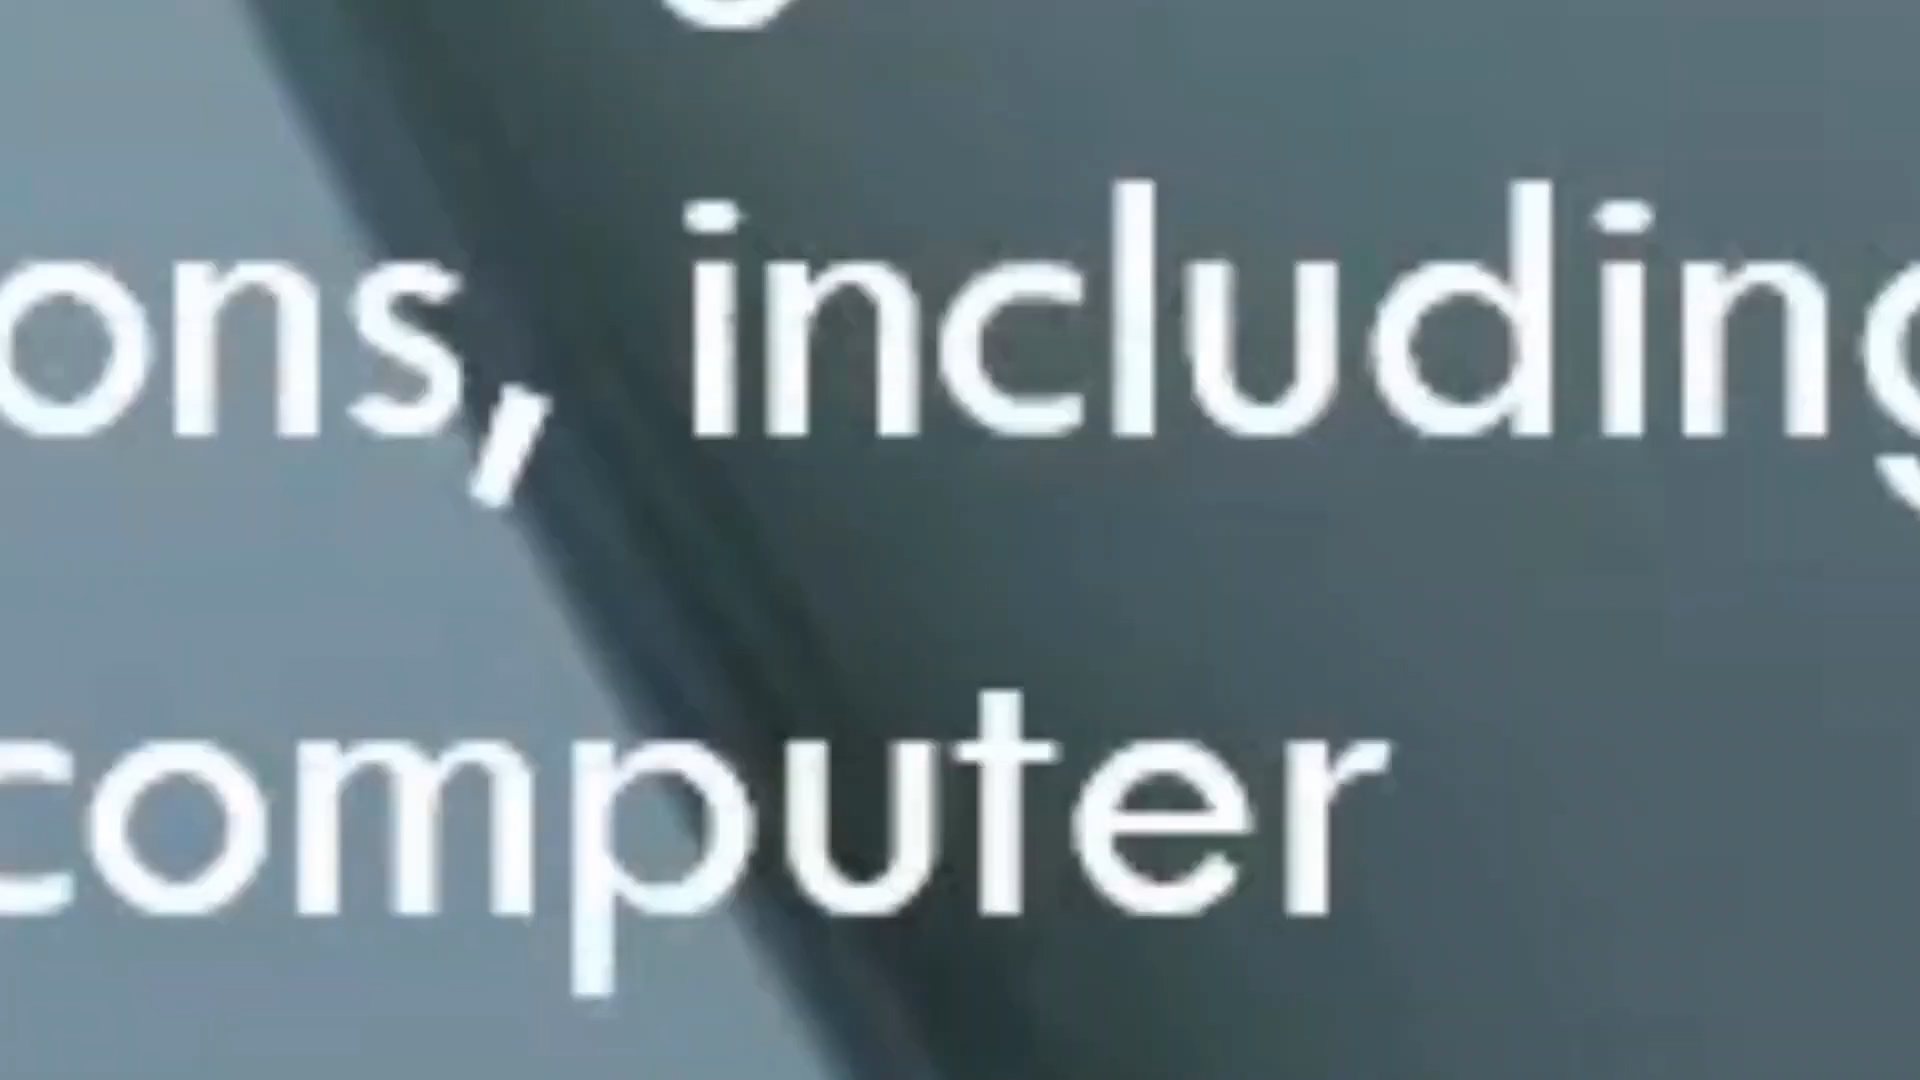 ons, including
computer